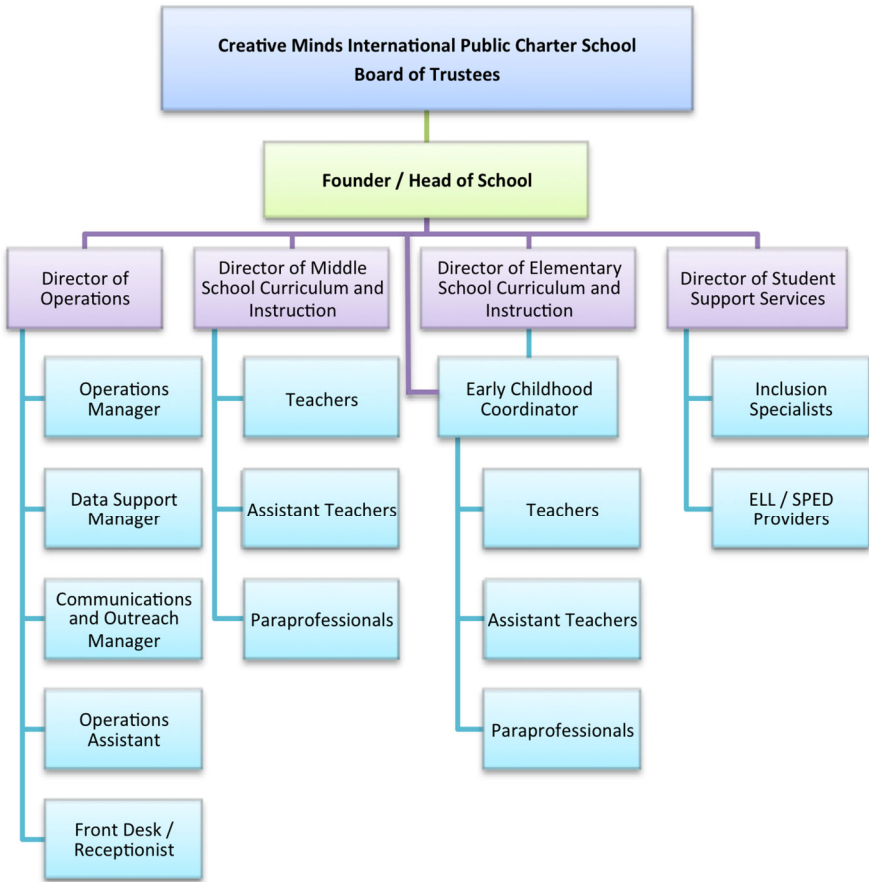 Creative Minds International Public Charter School
Board of Trustees
Founder / Head of School
Director of
Operations
Director of Middle
School Curriculum and
Instruction
Director of Elementary
School Curriculum and
Instruction
Director of Student
Support Services
Operations
Manager
Teachers
Early Childhood
Coordinator
Inclusion
Specialists
Data Support
Manager
Assistant Teachers
Teachers
ELL / SPED
Providers
Communications
and Outreach
Manager
Paraprofessionals
Assistant Teachers
Operations
Assistant
Paraprofessionals
Front Desk /
Receptionist